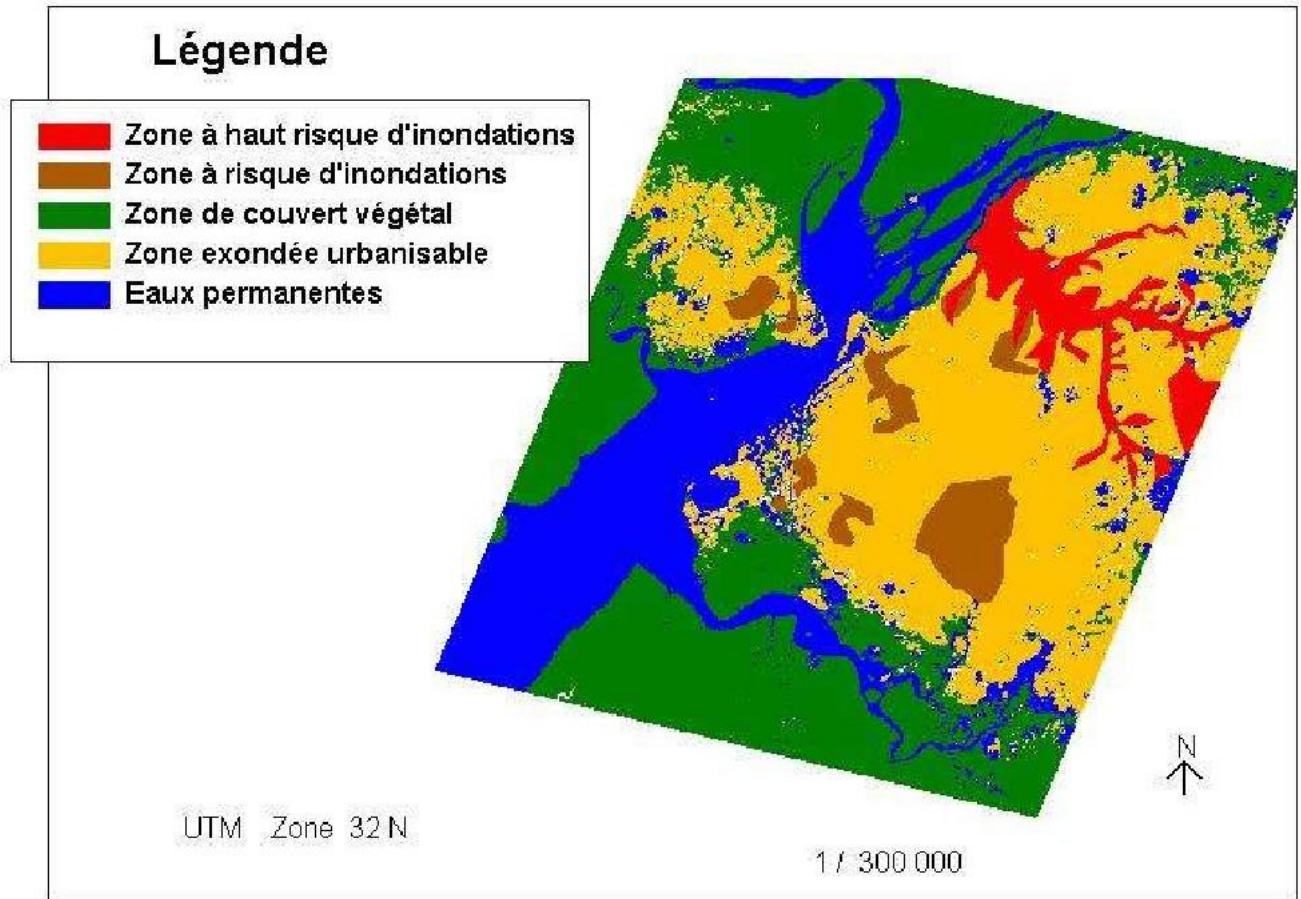 Légende
Zone à haut risque d'inondations
Zone à risque d'inondations
Zone de couvert végétal
Zone exondée urbanisable
Eaux permanentes
N
UTM Zone 32 N
1 / 300 000